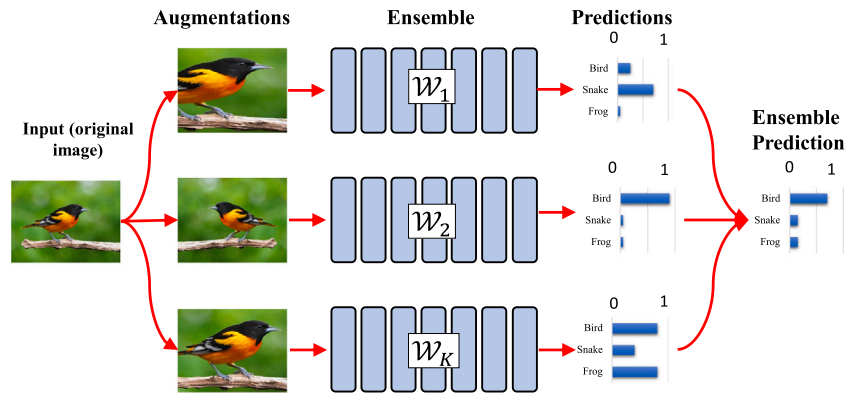 Augmentations
Ensemble
Predictions
Input (original
image)
𝒲₁
0 1
Bird
Snake
Frog
Ensemble
Prediction
𝒲₂
0 1
Bird
Snake
Frog
0 1
Bird
Snake
Frog
𝒲_K
0 1
Bird
Snake
Frog